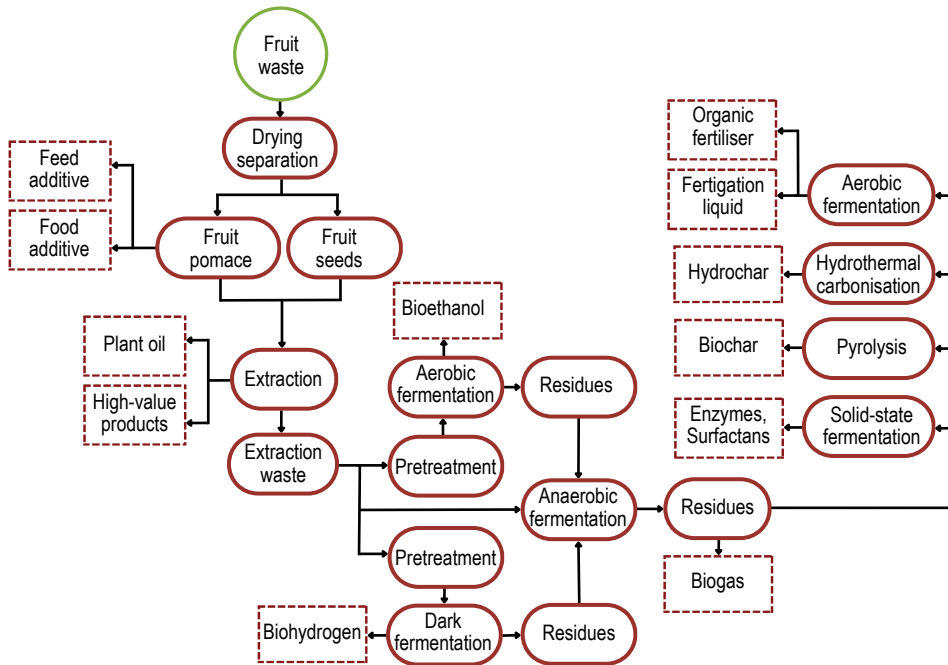 Fruit
waste
Drying
separation
Feed
additive
Food
additive
Fruit
pomace
Fruit
seeds
Plant oil
High-value
products
Extraction
Extraction
waste
Bioethanol
Aerobic
fermentation
Residues
Pretreatment
Anaerobic
fermentation
Residues
Pretreatment
Biogas
Biohydrogen
Dark
fermentation
Residues
Organic
fertiliser
Fertigation
liquid
Aerobic
fermentation
Hydrochar
Hydrothermal
carbonisation
Biochar
Pyrolysis
Enzymes,
Surfactans
Solid-state
fermentation